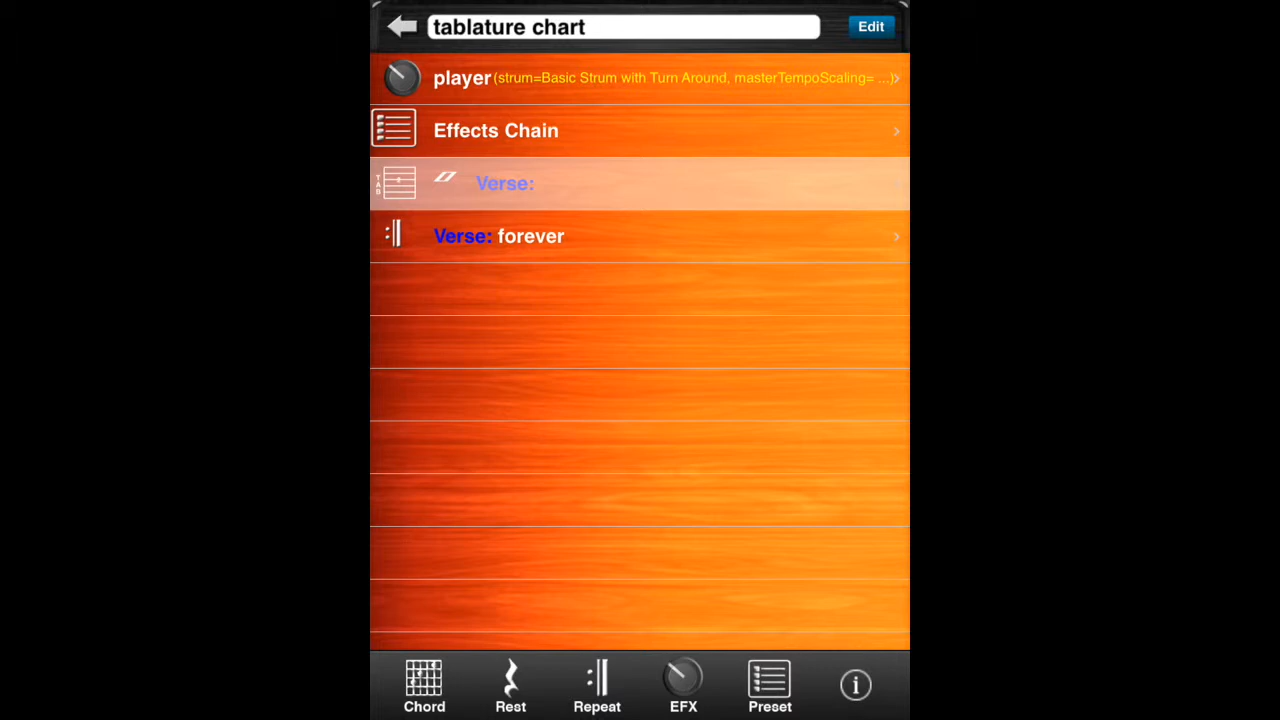 tablature chart
Edit
player (strum=Basic Strum with Turn Around, masterTempoScaling= ...)
Effects Chain
TAB Verse:
Verse: forever
Chord Rest Repeat EFX Preset